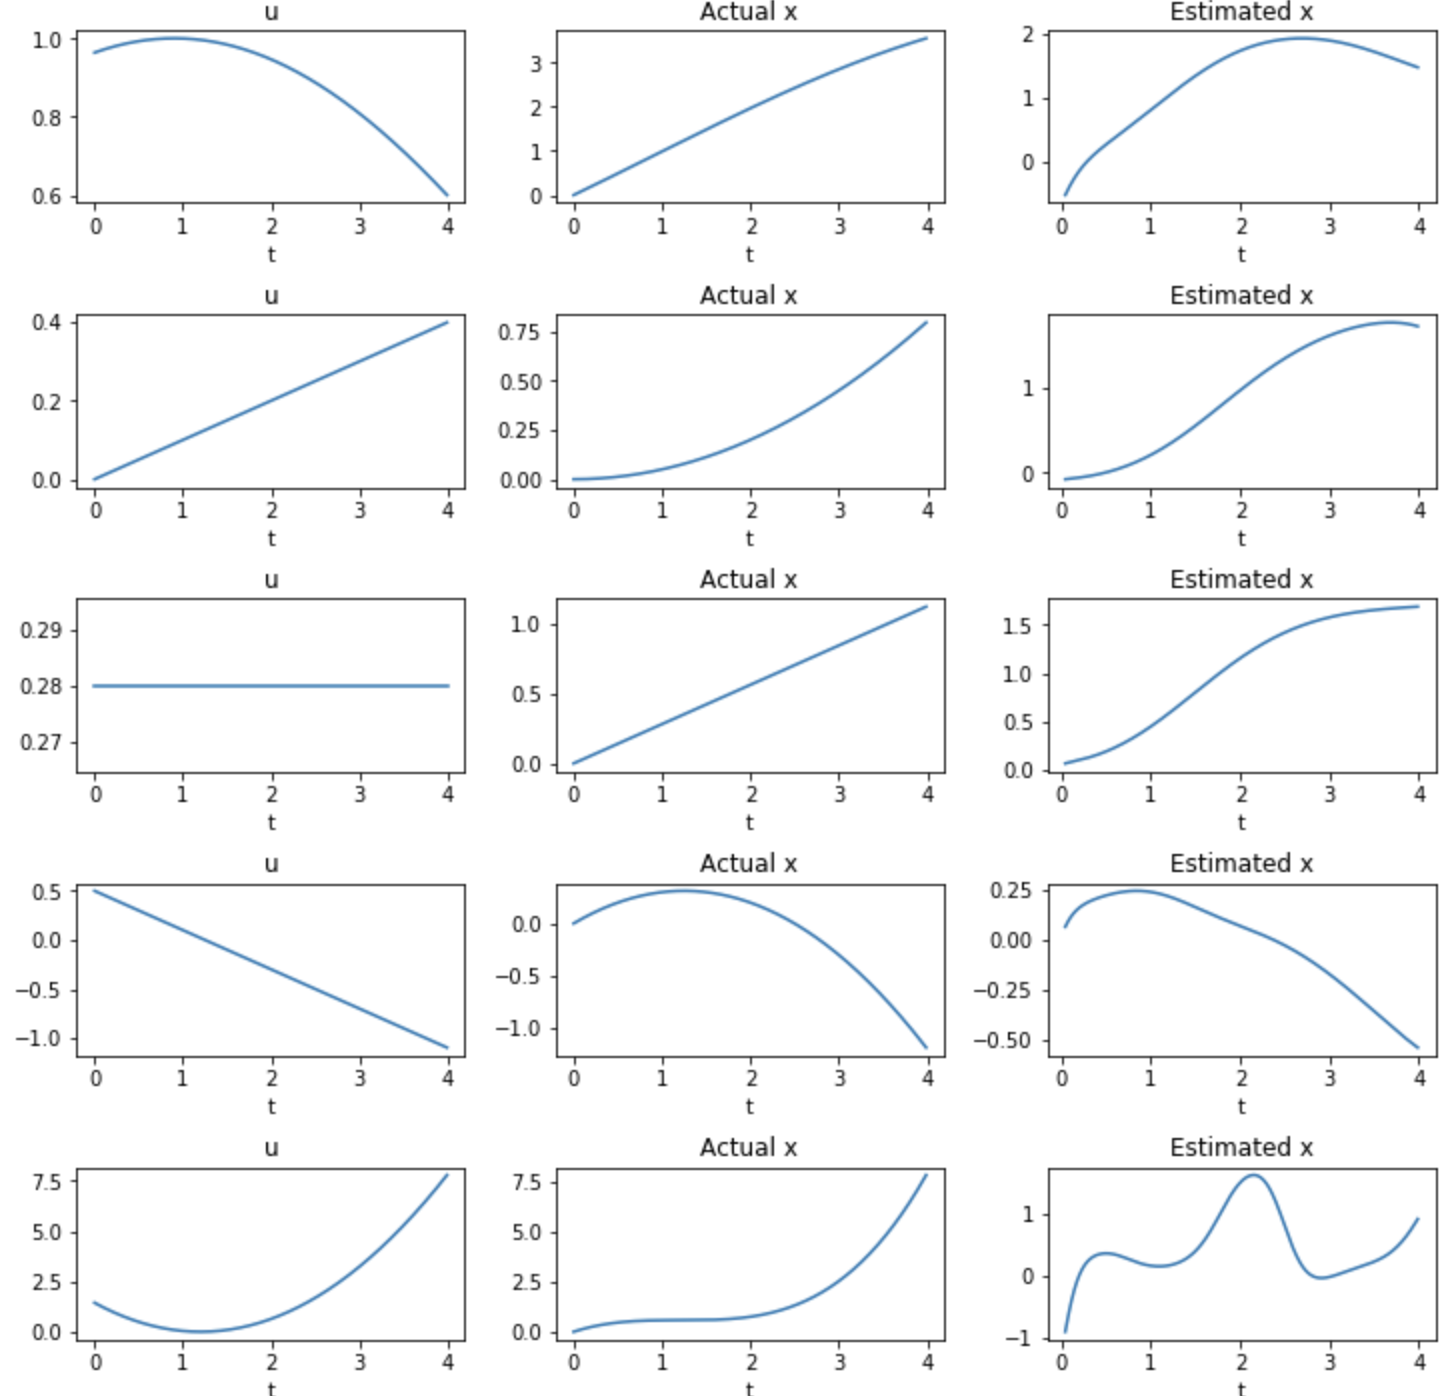 u Actual x Estimated x
1.0 0.8 0.6
0 1 2 3 4
t
3 2 1 0
0 1 2 3 4
t
2 1 0
0 1 2 3 4
t
u Actual x Estimated x
0.4 0.2 0.0
0 1 2 3 4
t
0.75 0.50 0.25 0.00
0 1 2 3 4
t
1 0
0 1 2 3 4
t
u Actual x Estimated x
0.29 0.28 0.27
0 1 2 3 4
t
1.0 0.5 0.0
0 1 2 3 4
t
1.5 1.0 0.5 0.0
0 1 2 3 4
t
u Actual x Estimated x
0.5 0.0 −0.5 −1.0
0 1 2 3 4
t
0.0 −0.5 −1.0
0 1 2 3 4
t
0.25 0.00 −0.25 −0.50
0 1 2 3 4
t
u Actual x Estimated x
7.5 5.0 2.5 0.0
0 1 2 3 4
t
7.5 5.0 2.5 0.0
0 1 2 3 4
t
1 0 −1
0 1 2 3 4
t